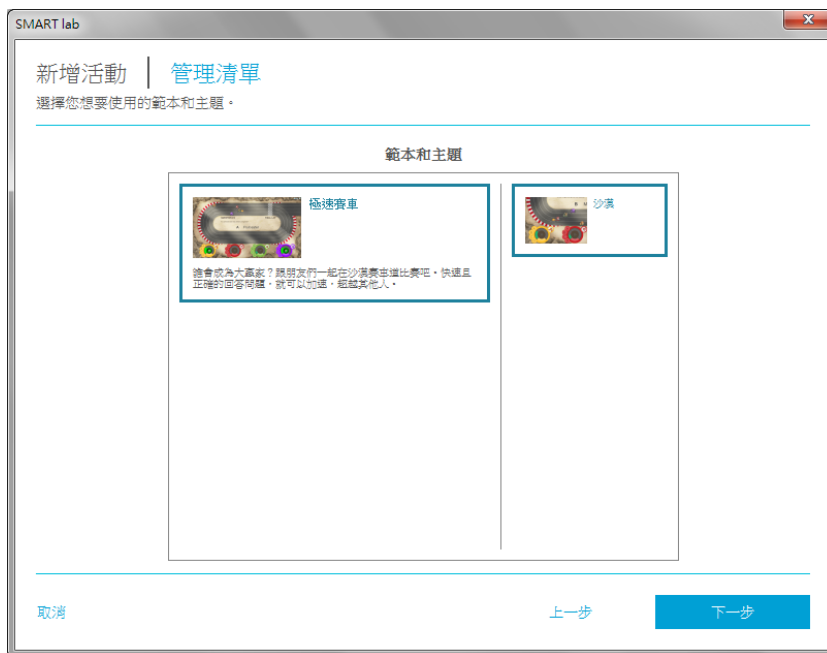 SMART lab
新增活動 管理清單
選擇您想要使用的範本和主題。
範本和主題
極速賽車
誰會成為大贏家？跟朋友們一起在沙漠賽車道比賽吧。快速且
正確的回答問題，就可以加速，超越其他人。
沙漠
取消
上一步
下一步